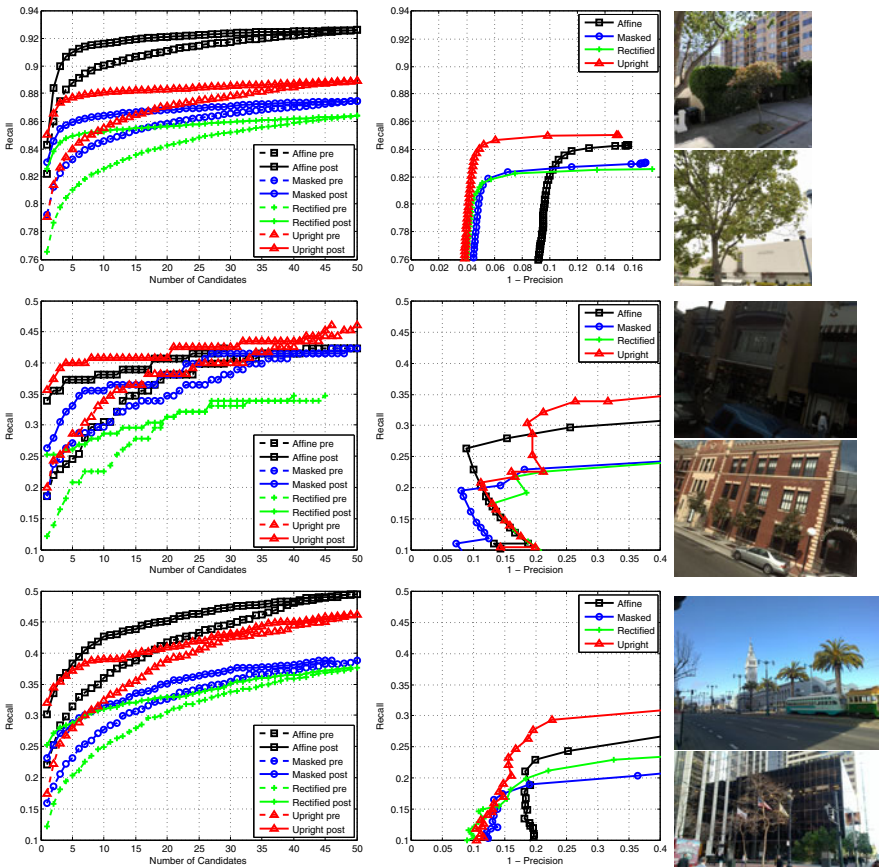 0.94
0.92
0.9
0.88
0.86
0.84
0.82
0.8
0.78
0.76
Recall
0 5 10 15 20 25 30 35 40 45 50
Number of Candidates
Affine pre
Affine post
Masked pre
Masked post
Rectified pre
Rectified post
Upright pre
Upright post
0.94
0.92
0.9
0.88
0.86
0.84
0.82
0.8
0.78
0.76
Recall
0 0.02 0.04 0.06 0.08 0.1 0.12 0.14 0.16
1 − Precision
Affine
Masked
Rectified
Upright
0.5
0.45
0.4
0.35
0.3
0.25
0.2
0.15
0.1
Recall
0 5 10 15 20 25 30 35 40 45 50
Number of Candidates
Affine pre
Affine post
Masked pre
Masked post
Rectified pre
Rectified post
Upright pre
Upright post
0.5
0.45
0.4
0.35
0.3
0.25
0.2
0.15
0.1
Recall
0 0.05 0.1 0.15 0.2 0.25 0.3 0.35 0.4
1 − Precision
Affine
Masked
Rectified
Upright
0.5
0.45
0.4
0.35
0.3
0.25
0.2
0.15
0.1
Recall
0 5 10 15 20 25 30 35 40 45 50
Number of Candidates
Affine pre
Affine post
Masked pre
Masked post
Rectified pre
Rectified post
Upright pre
Upright post
0.5
0.45
0.4
0.35
0.3
0.25
0.2
0.15
0.1
Recall
0 0.05 0.1 0.15 0.2 0.25 0.3 0.35 0.4
1 − Precision
Affine
Masked
Rectified
Upright